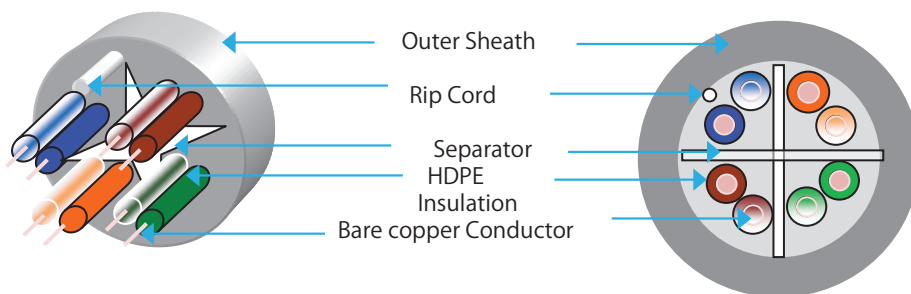 Outer Sheath
Rip Cord
Separator
HDPE
Insulation
Bare copper Conductor